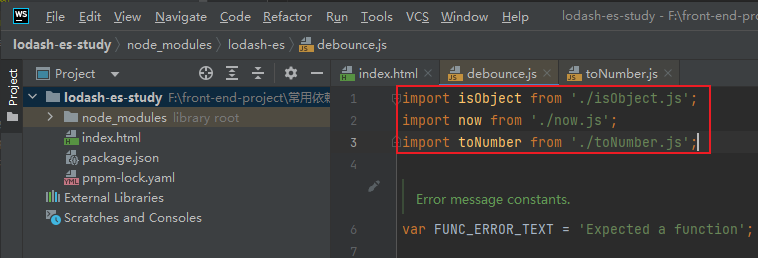 WS File Edit View Navigate Code Refactor Run Tools VCS Window Help lodash-es-study - F:\front-end-pro
lodash-es-study node_modules lodash-es debounce.js
Project
Project
index.html debounce.js toNumber.js
lodash-es-study F:\front-end-project\常用依赖
node_modules library root
index.html
package.json
pnpm-lock.yaml
External Libraries
Scratches and Consoles
1 import isObject from './isObject.js';
2 import now from './now.js';
3 import toNumber from './toNumber.js';
4
Error message constants.
6 var FUNC_ERROR_TEXT = 'Expected a function';
7